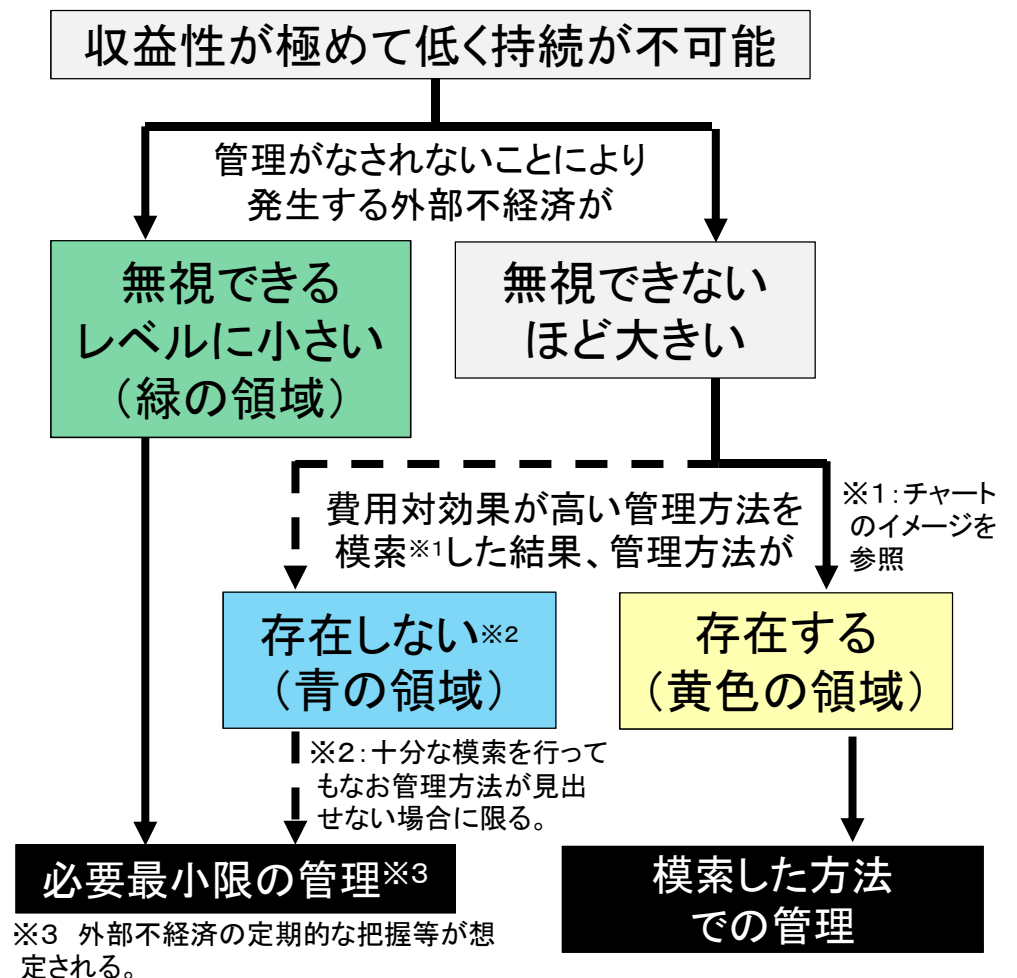 収益性が極めて低く持続が不可能
管理がなされないことにより
発生する外部不経済が
無視できる
レベルに小さい
(緑の領域)
無視できない
ほど大きい
費用対効果が高い管理方法を
模索※1した結果、管理方法が
※1:チャート
のイメージを
参照
存在しない※2
(青の領域)
存在する
(黄色の領域)
※2:十分な模索を行って
もなお管理方法が見出
せない場合に限る。
必要最小限の管理※3
模索した方法
での管理
※3 外部不経済の定期的な把握等が想
定される。